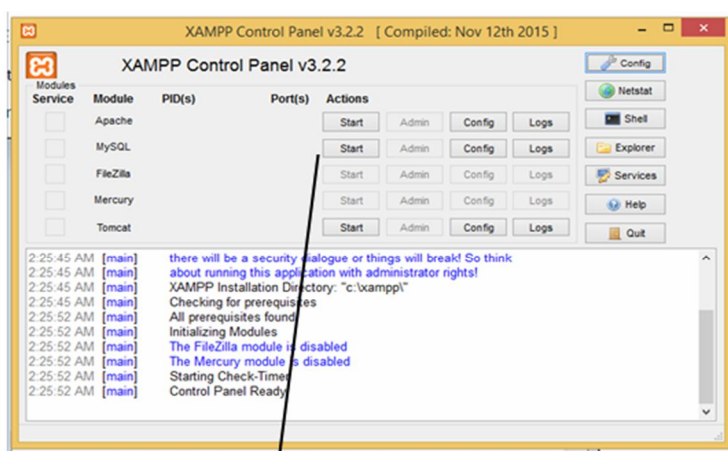 XAMPP Control Panel v3.2.2 [ Compiled: Nov 12th 2015 ]
XAMPP Control Panel v3.2.2
Config
Modules
Service Module PID(s) Port(s) Actions
Netstat
Apache Start Admin Config Logs
Shell
MySQL Start Admin Config Logs
Explorer
FileZilla Start Admin Config Logs
Services
Mercury Start Admin Config Logs
Help
Tomcat Start Admin Config Logs
Quit
2:25:45 AM [main] there will be a security dialogue or things will break! So think
2:25:45 AM [main] about running this application with administrator rights!
2:25:45 AM [main] XAMPP Installation Directory: "c:\xampp\"
2:25:45 AM [main] Checking for prerequisites
2:25:52 AM [main] All prerequisites found
2:25:52 AM [main] Initializing Modules
2:25:52 AM [main] The FileZilla module is disabled
2:25:52 AM [main] The Mercury module is disabled
2:25:52 AM [main] Starting Check-Timer
2:25:52 AM [main] Control Panel Ready